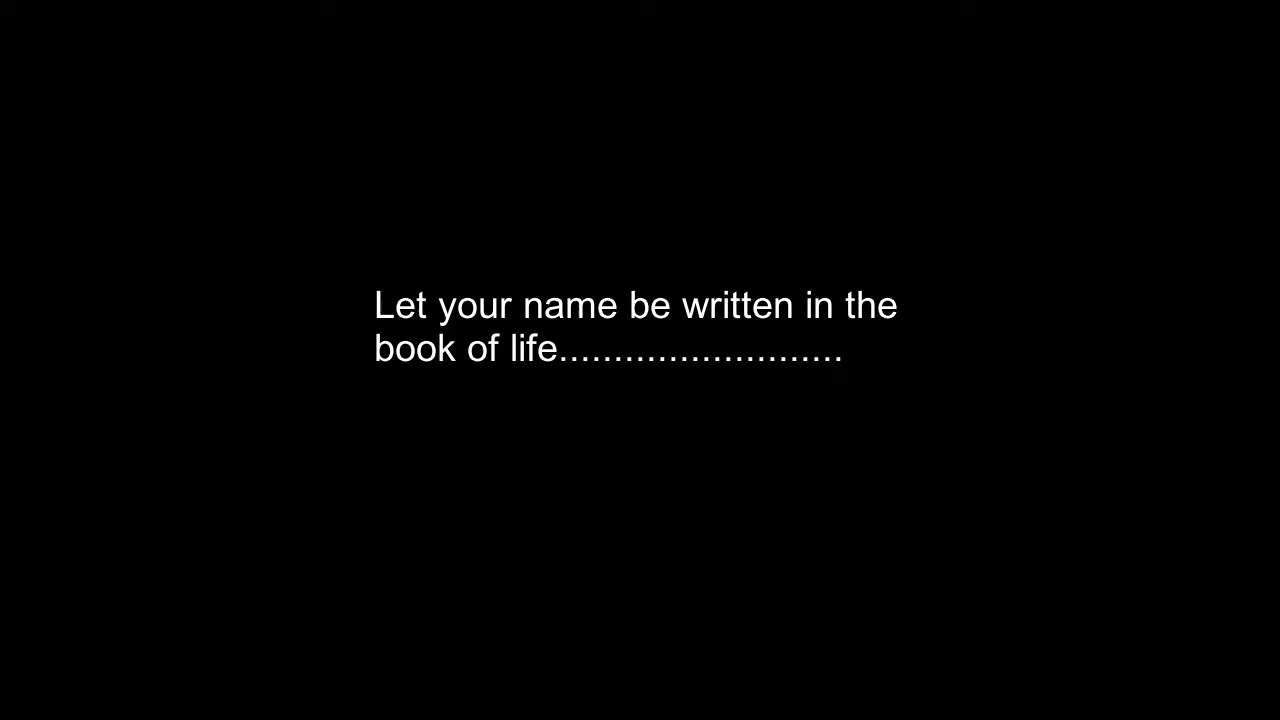 Let your name be written in the
book of life..........................